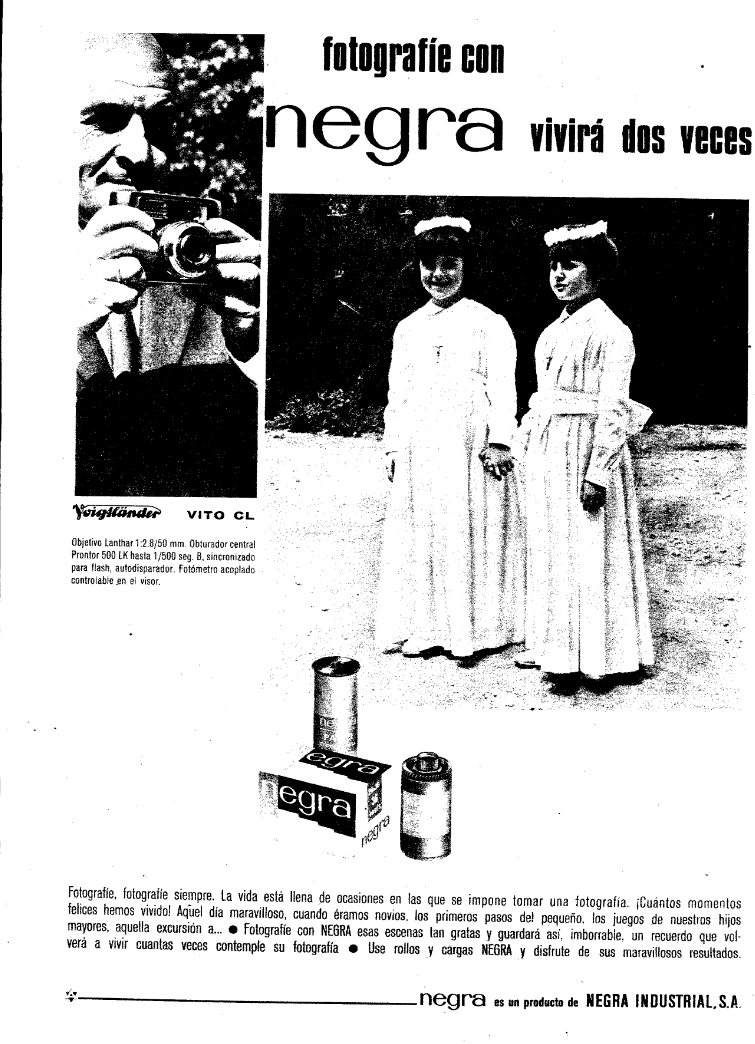 fotografíe con
negra vivirá dos veces
Voigtländer VITO CL
Objetivo Lanthar 1:2.8/50 mm. Obturador central
Prontor 500 LK hasta 1/500 seg. B, sincronizado
para flash, autodisparador. Fotómetro acoplado
controlable en el visor.
negra
negra
negra
Fotografíe, fotografíe siempre. La vida está llena de ocasiones en las que se impone tomar una fotografía. ¡Cuántos momentos
felices hemos vivido! Aquel día maravilloso, cuando éramos novios, los primeros pasos del pequeño, los juegos de nuestros hijos
mayores, aquella excursión a... ● Fotografíe con NEGRA esas escenas tan gratas y guardará así, imborrable, un recuerdo que vol-
verá a vivir cuantas veces contemple su fotografía ● Use rollos y cargas NEGRA y disfrute de sus maravillosos resultados.
negra es un producto de NEGRA INDUSTRIAL, S.A.